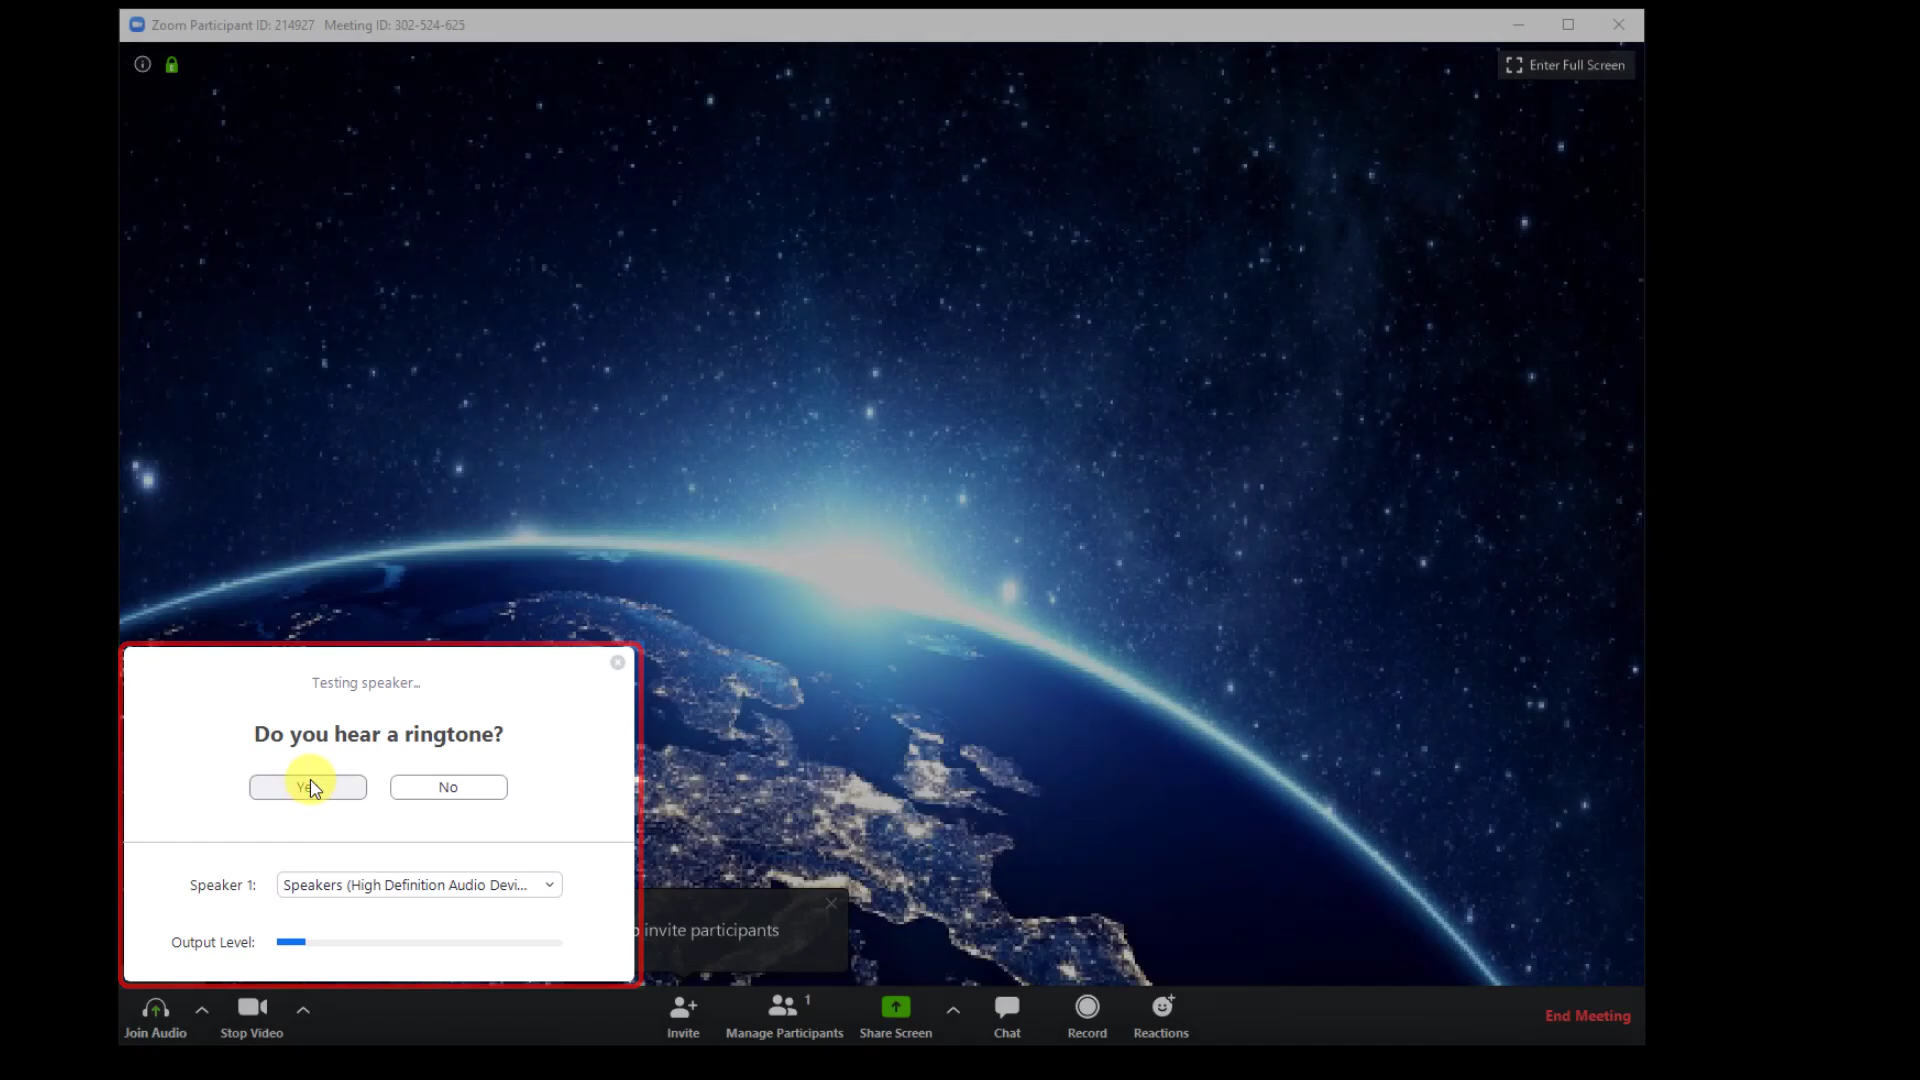 Zoom Participant ID: 214927 Meeting ID: 302-524-625
Enter Full Screen
Testing speaker...
Do you hear a ringtone?
No
Speaker 1: Speakers (High Definition Audio Devi...
Output Level:
invite participants
Join Audio
Stop Video
Invite
1
Manage Participants
Share Screen
Chat
Record
Reactions
End Meeting